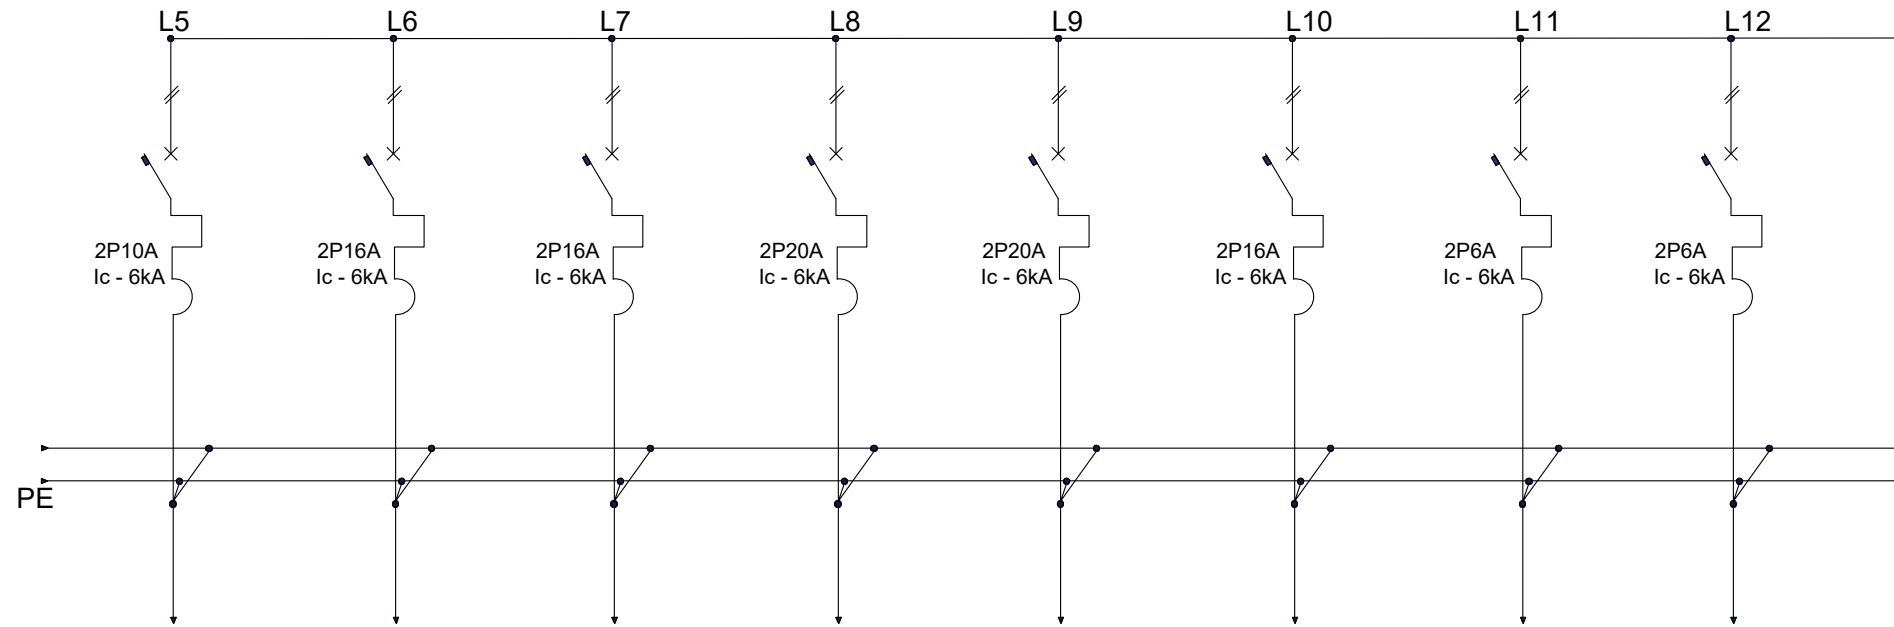 L5 L6 L7 L8 L9 L10 L11 L12
2P10A 2P16A 2P16A 2P20A 2P20A 2P16A 2P6A 2P6A
Ic - 6kA Ic - 6kA Ic - 6kA Ic - 6kA Ic - 6kA Ic - 6kA Ic - 6kA Ic - 6kA
PE